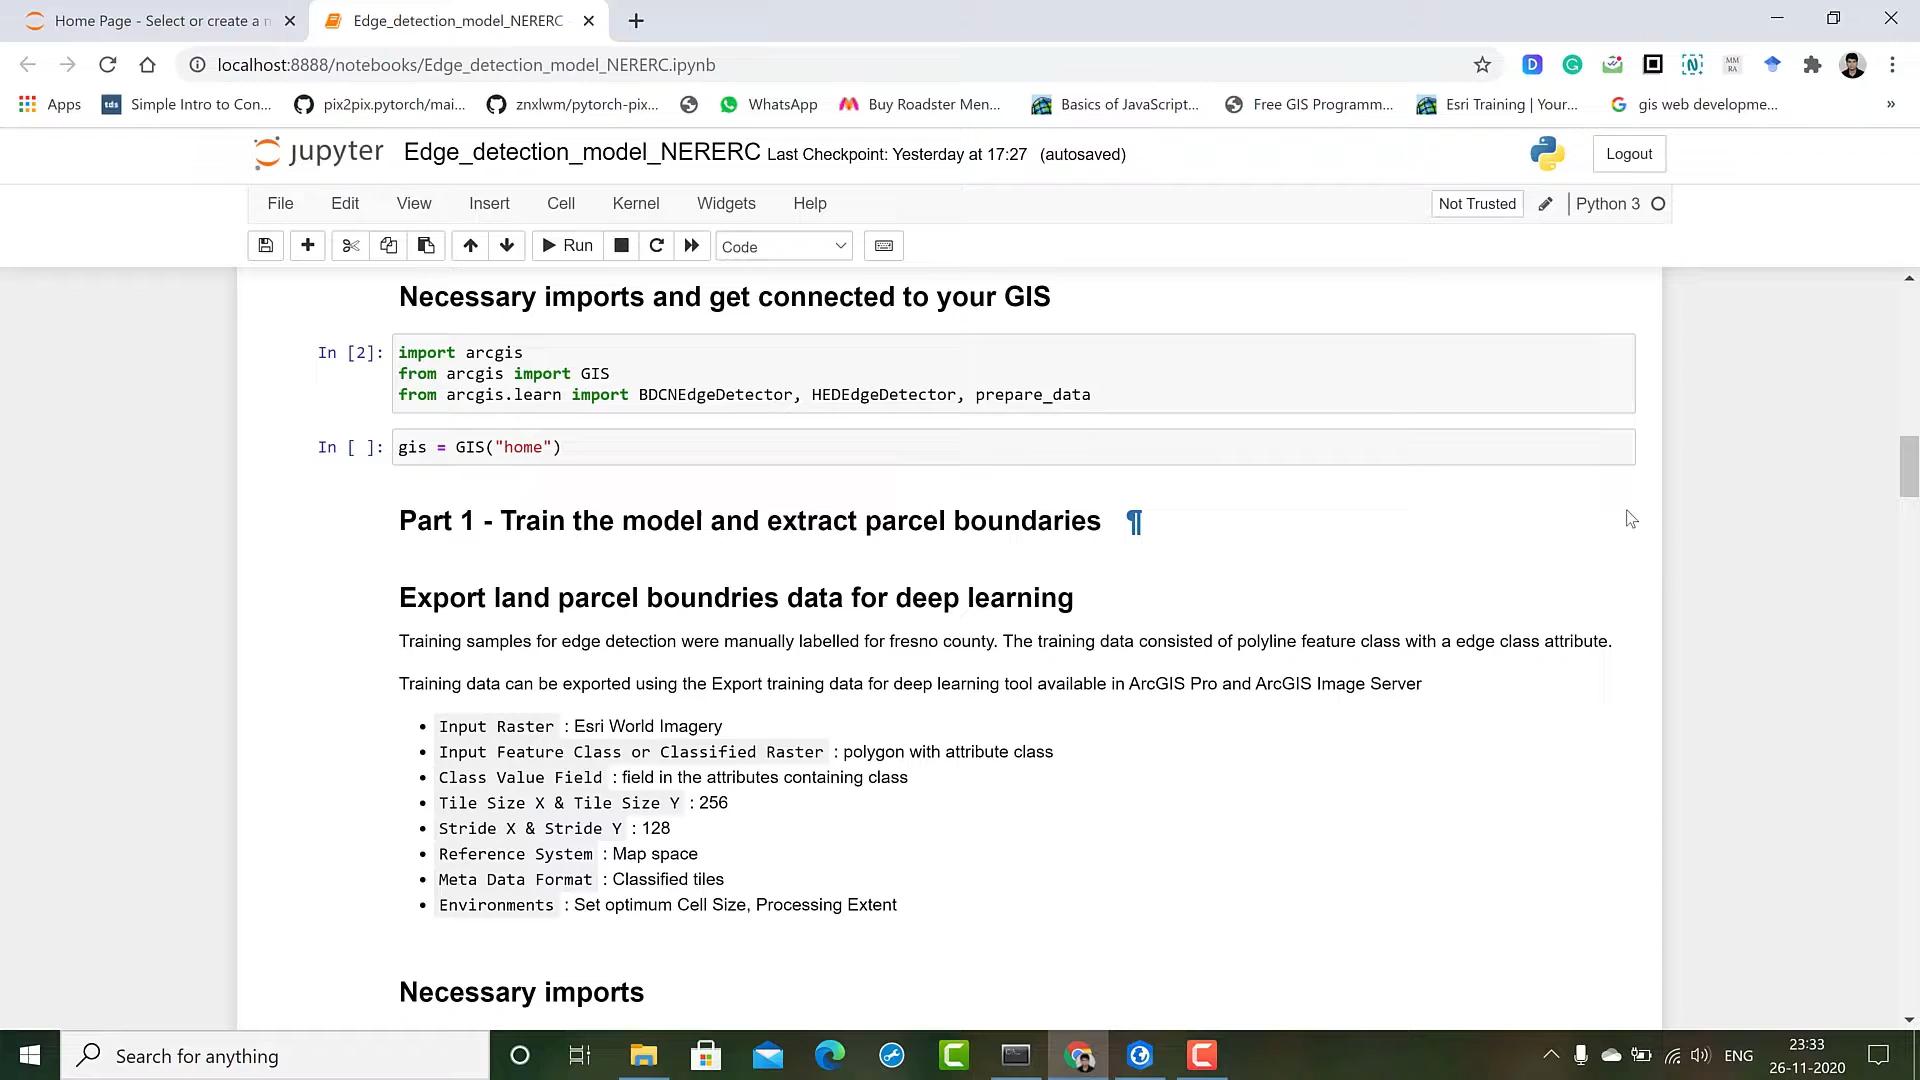 Home Page - Select or create a n
Edge_detection_model_NERERC
localhost:8888/notebooks/Edge_detection_model_NERERC.ipynb
Apps
tds
Simple Intro to Con...
pix2pix.pytorch/mai...
znxlwm/pytorch-pix...
WhatsApp
Buy Roadster Men...
Basics of JavaScript...
Free GIS Programm...
Esri Training | Your...
gis web developme...
»
jupyter
Edge_detection_model_NERERC Last Checkpoint: Yesterday at 17:27 (autosaved)
Logout
File
Edit
View
Insert
Cell
Kernel
Widgets
Help
Not Trusted
Python 3
Run
Code
Necessary imports and get connected to your GIS
In [2]: import arcgis
from arcgis import GIS
from arcgis.learn import BDCNEdgeDetector, HEDEdgeDetector, prepare_data
In [ ]: gis = GIS("home")
Part 1 - Train the model and extract parcel boundaries ¶
Export land parcel boundries data for deep learning
Training samples for edge detection were manually labelled for fresno county. The training data consisted of polyline feature class with a edge class attribute.
Training data can be exported using the Export training data for deep learning tool available in ArcGIS Pro and ArcGIS Image Server
• Input Raster : Esri World Imagery
• Input Feature Class or Classified Raster : polygon with attribute class
• Class Value Field : field in the attributes containing class
• Tile Size X & Tile Size Y : 256
• Stride X & Stride Y : 128
• Reference System : Map space
• Meta Data Format : Classified tiles
• Environments : Set optimum Cell Size, Processing Extent
Necessary imports
Search for anything
ENG
23:33
26-11-2020